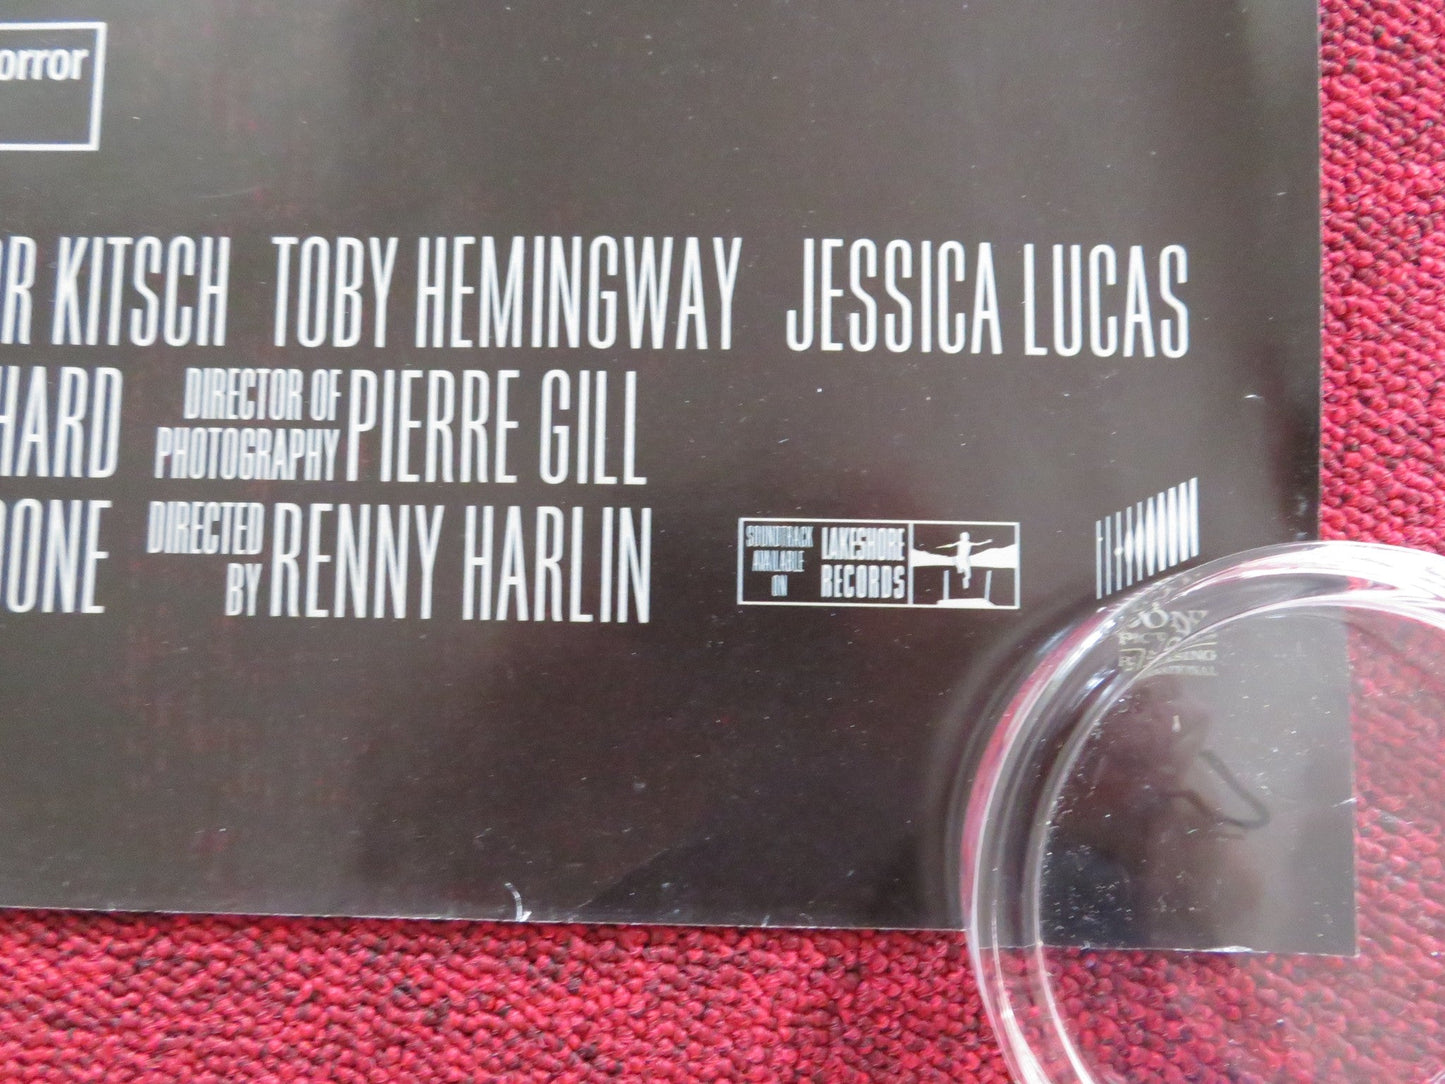 orror
R KITSCH TOBY HEMINGWAY JESSICA LUCAS
HARD DIRECTOR OF PHOTOGRAPHY PIERRE GILL
DONE DIRECTED BY RENNY HARLIN
SOUNDTRACK AVAILABLE ON LAKESHORE RECORDS